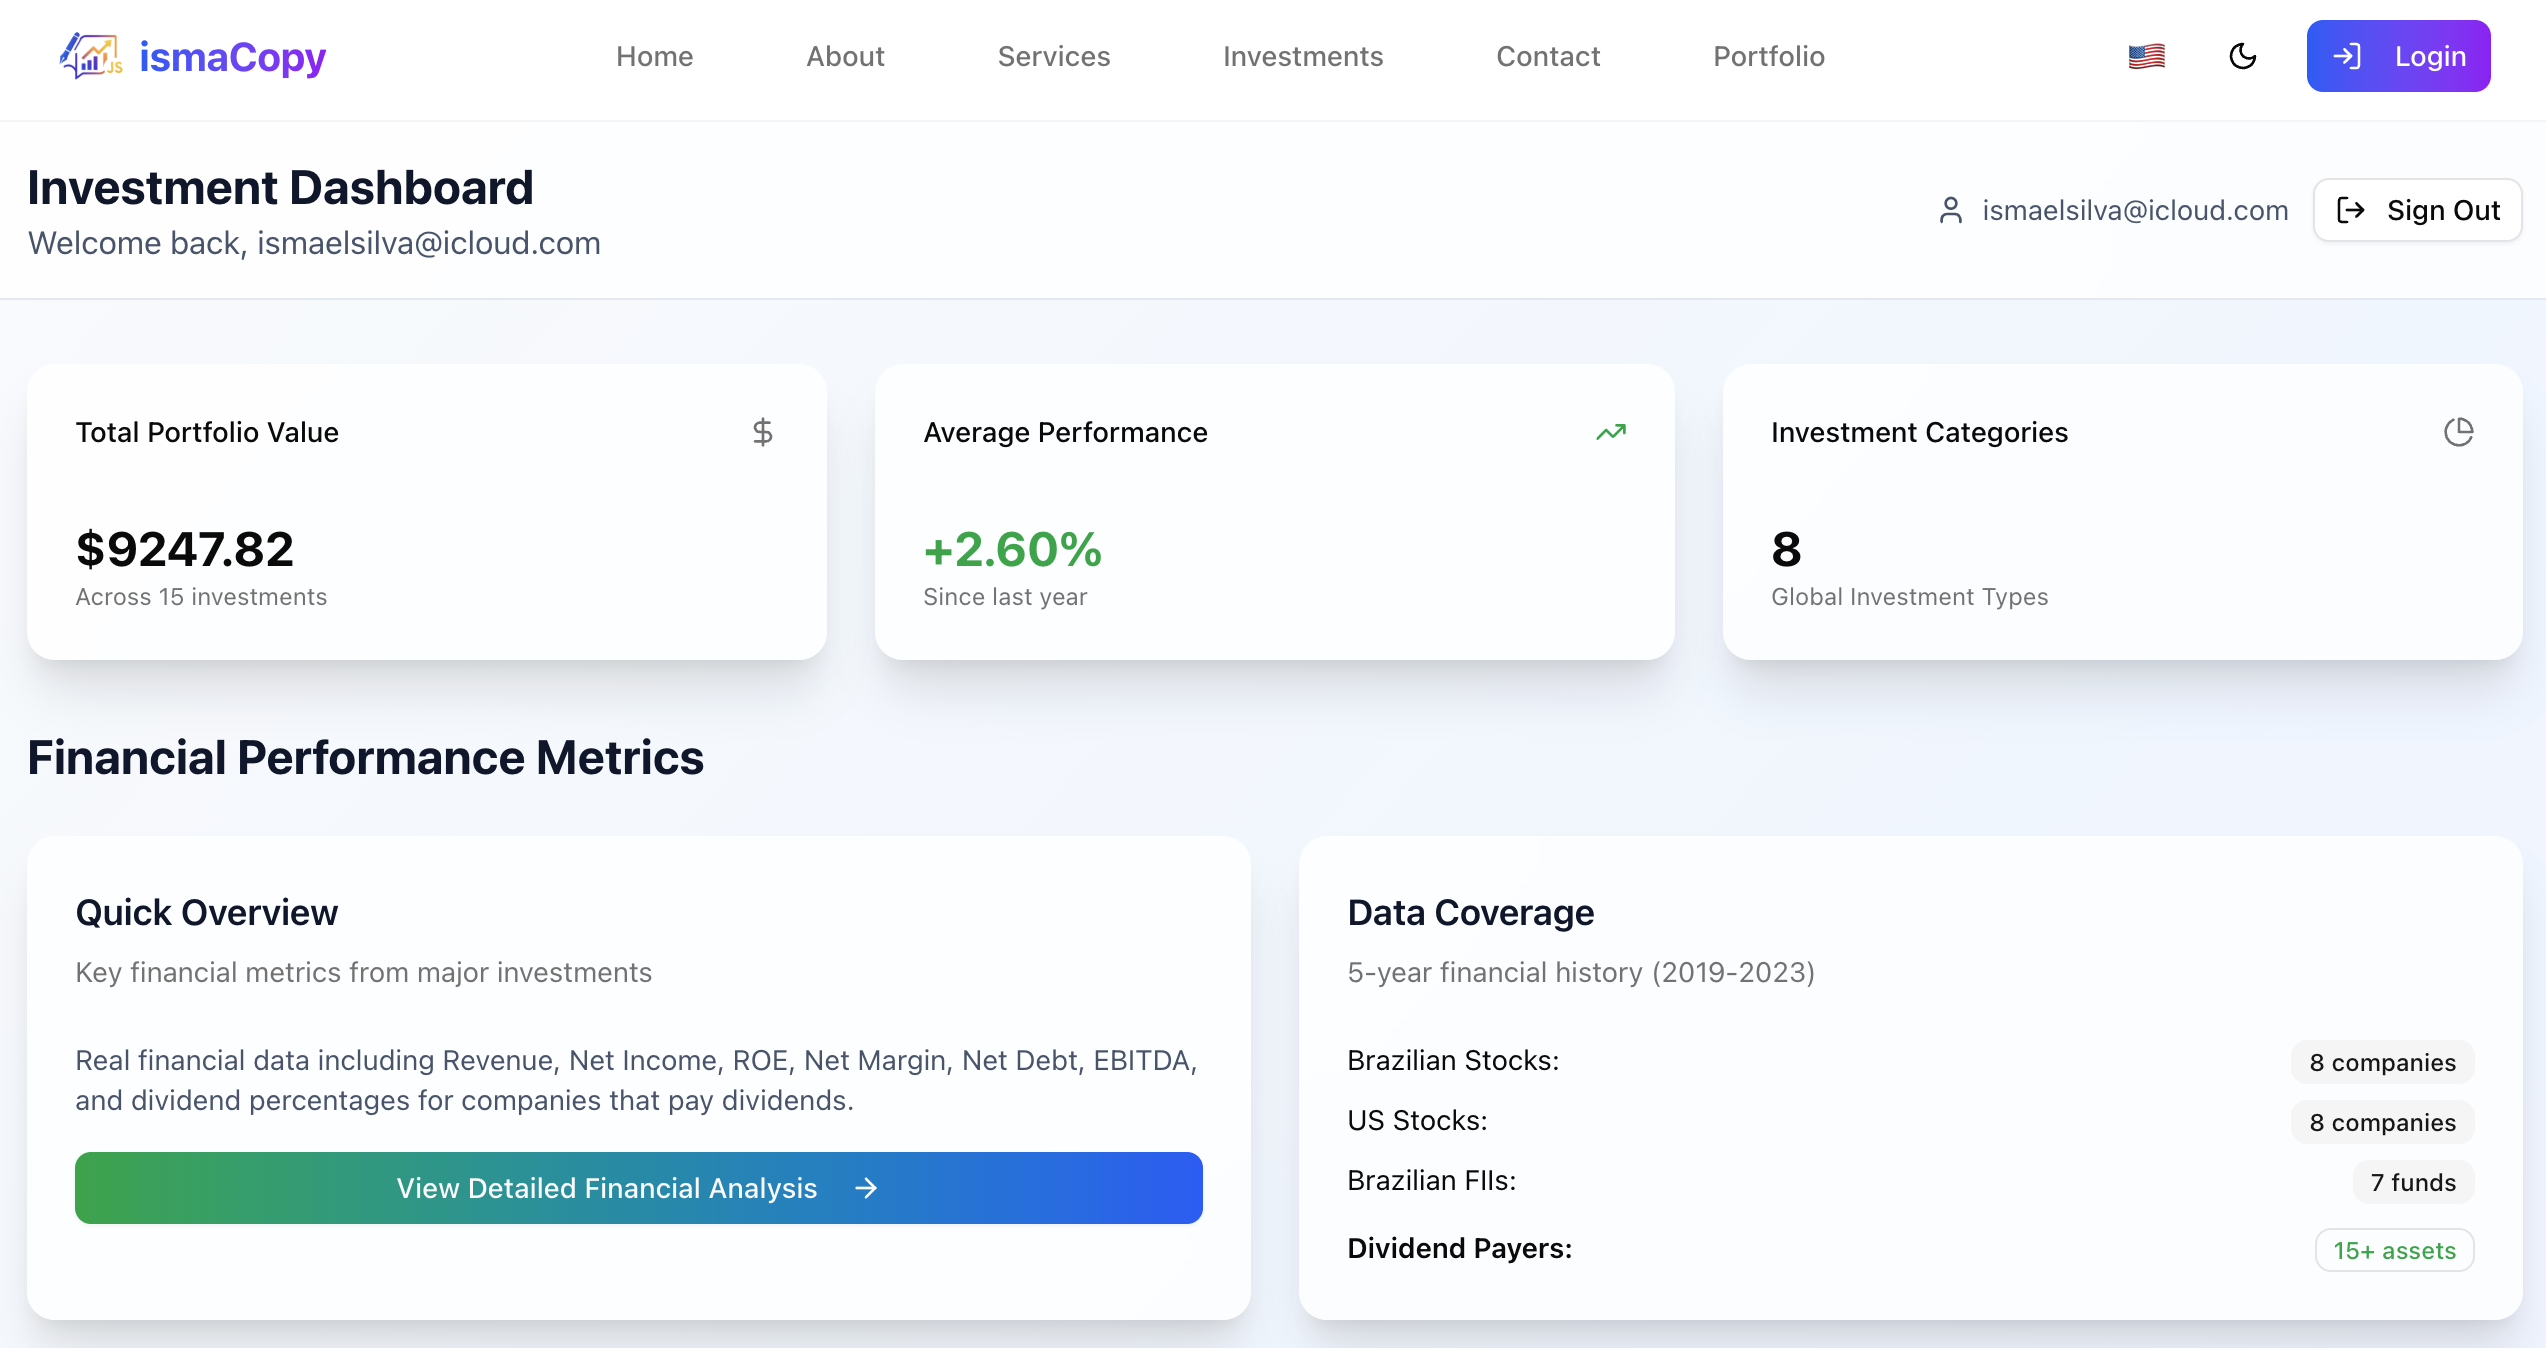 JS ismaCopy
Home
About
Services
Investments
Contact
Portfolio
Login
Investment Dashboard
Welcome back, ismaelsilva@icloud.com
ismaelsilva@icloud.com
Sign Out
Total Portfolio Value
$
$9247.82
Across 15 investments
Average Performance
+2.60%
Since last year
Investment Categories
8
Global Investment Types
Financial Performance Metrics
Quick Overview
Key financial metrics from major investments
Real financial data including Revenue, Net Income, ROE, Net Margin, Net Debt, EBITDA,
and dividend percentages for companies that pay dividends.
View Detailed Financial Analysis
Data Coverage
5-year financial history (2019-2023)
Brazilian Stocks: 8 companies
US Stocks: 8 companies
Brazilian FIIs: 7 funds
Dividend Payers: 15+ assets